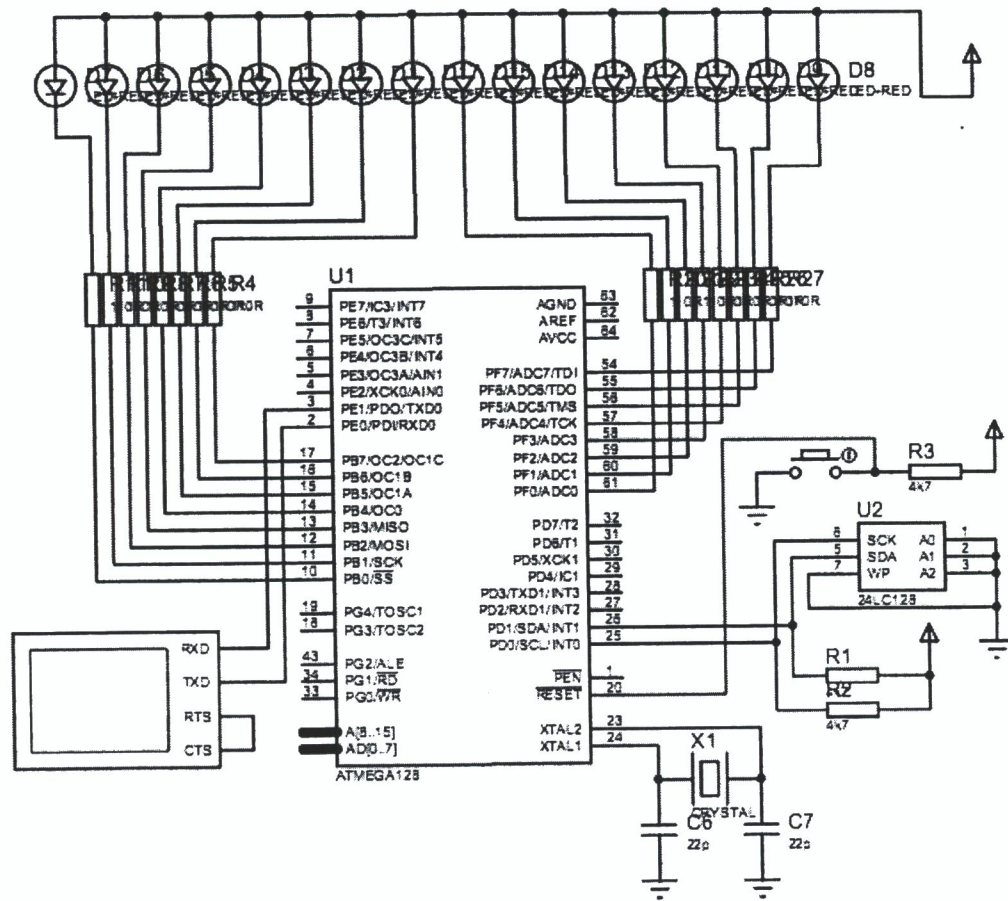 D8
R4
U1
R27
9 PE7/IC3/INT7
8 PE6/T3/INT6
7 PE5/OC3C/INT5
6 PE4/OC3B/INT4
5 PE3/OC3A/AIN1
4 PE2/XCK0/AIN0
3 PE1/PDO/TXD0
2 PE0/PDI/RXD0
17 PB7/OC2/OC1C
16 PB6/OC1B
15 PB5/OC1A
14 PB4/OC0
13 PB3/MISO
12 PB2/MOSI
11 PB1/SCK
10 PB0/SS
19 PG4/TOSC1
18 PG3/TOSC2
43 PG2/ALE
34 PG1/RD
33 PG0/WR
A[8..15]
AD[0..7]
ATMEGA128
AGND 63
AREF 62
AVCC 64
PF7/ADC7/TDI 54
PF6/ADC6/TDO 55
PF5/ADC5/TMS 56
PF4/ADC4/TCK 57
PF3/ADC3 58
PF2/ADC2 59
PF1/ADC1 60
PF0/ADC0 61
PD7/T2 32
PD6/T1 31
PD5/XCK1 30
PD4/IC1 29
PD3/TXD1/INT3 28
PD2/RXD1/INT2 27
PD1/SDA/INT1 26
PD0/SCL/INT0 25
PEN 1
RESET 20
XTAL2 23
XTAL1 24
RXD
TXD
RTS
CTS
R3
4k7
U2
6 SCK A0 1
5 SDA A1 2
7 WP A2 3
24LC128
R1
R2
4k7
X1
CRYSTAL
C6
22p
C7
22p